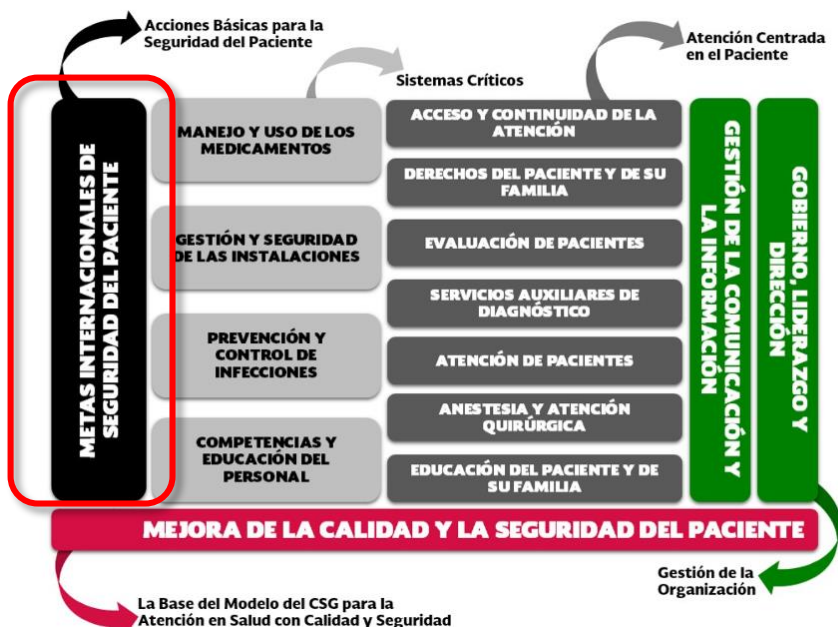 Acciones Básicas para la
Seguridad del Paciente
Sistemas Críticos
Atención Centrada
en el Paciente
METAS INTERNACIONALES DE
SEGURIDAD DEL PACIENTE
MANEJO Y USO DE LOS
MEDICAMENTOS
GESTIÓN Y SEGURIDAD
DE LAS INSTALACIONES
PREVENCIÓN Y
CONTROL DE
INFECCIONES
COMPETENCIAS Y
EDUCACIÓN DEL
PERSONAL
ACCESO Y CONTINUIDAD DE LA
ATENCIÓN
DERECHOS DEL PACIENTE Y DE SU
FAMILIA
EVALUACIÓN DE PACIENTES
SERVICIOS AUXILIARES DE
DIAGNÓSTICO
ATENCIÓN DE PACIENTES
ANESTESIA Y ATENCIÓN
QUIRÚRGICA
EDUCACIÓN DEL PACIENTE Y DE
SU FAMILIA
GESTIÓN DE LA COMUNICACIÓN Y
LA INFORMACIÓN
GOBIERNO, LIDERAZGO Y
DIRECCIÓN
MEJORA DE LA CALIDAD Y LA SEGURIDAD DEL PACIENTE
Gestión de la
Organización
La Base del Modelo del CSG para la
Atención en Salud con Calidad y Seguridad